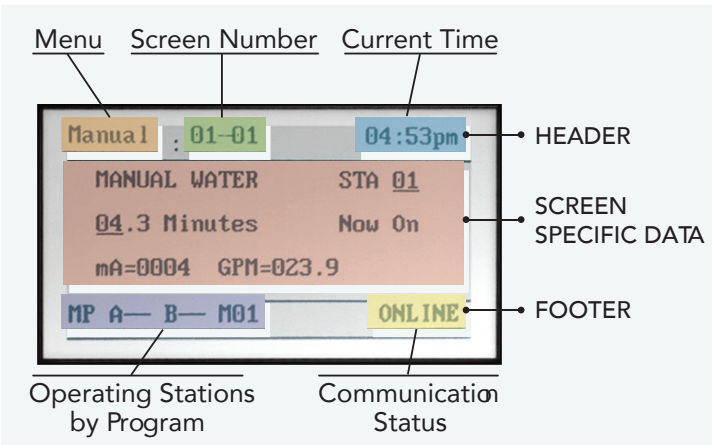 Menu Screen Number Current Time
Manual : 01-01 04:53pm HEADER
MANUAL WATER STA 01
04.3 Minutes Now On
SCREEN
SPECIFIC DATA
mA=0004 GPM=023.9
MP A-- B-- M01 ONLINE FOOTER
Operating Stations
by Program
Communication
Status